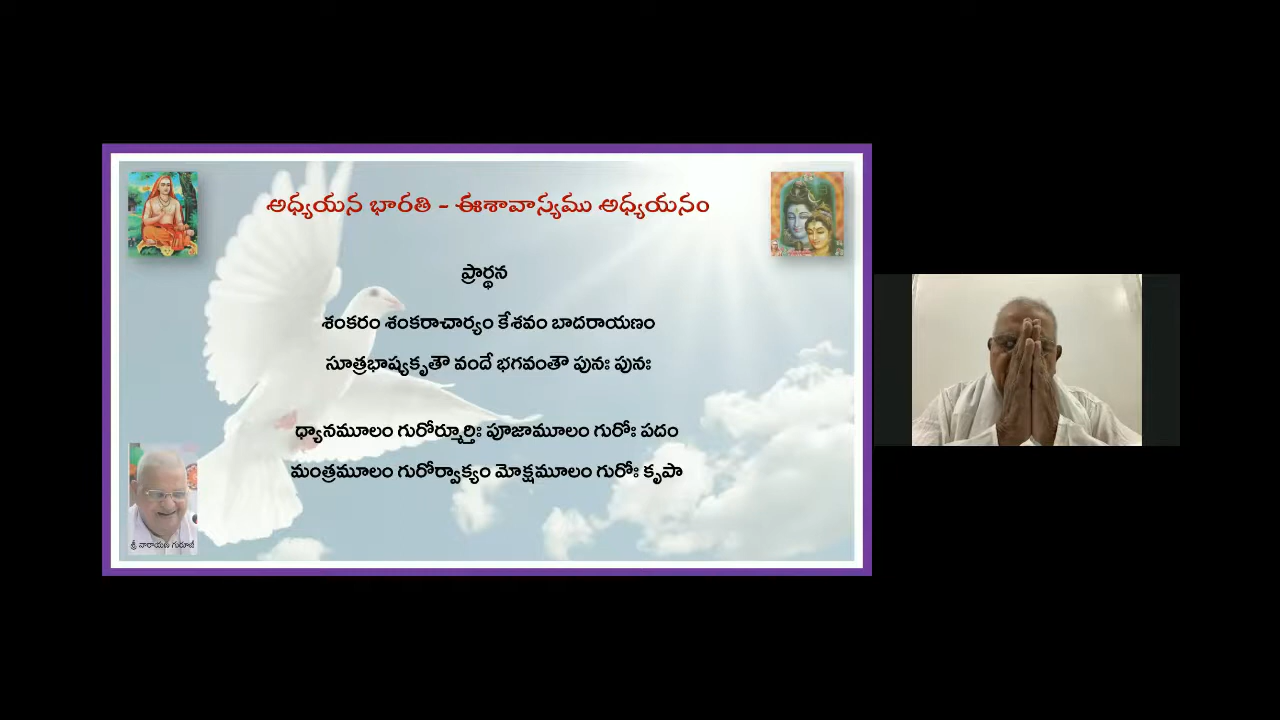 అధ్యయన భారతి - ఈశావాస్యము అధ్యయనం
ప్రార్థన
శంకరం శంకరాచార్యం కేశవం బాదరాయణం
సూత్రభాష్యకృతౌ వందే భగవంతౌ పునః పునః
ధ్యానమూలం గురోర్మూర్తిః పూజామూలం గురోః పదం
మంత్రమూలం గురోర్వాక్యం మోక్షమూలం గురోః కృపా
శ్రీ నారాయణ గురూజీ